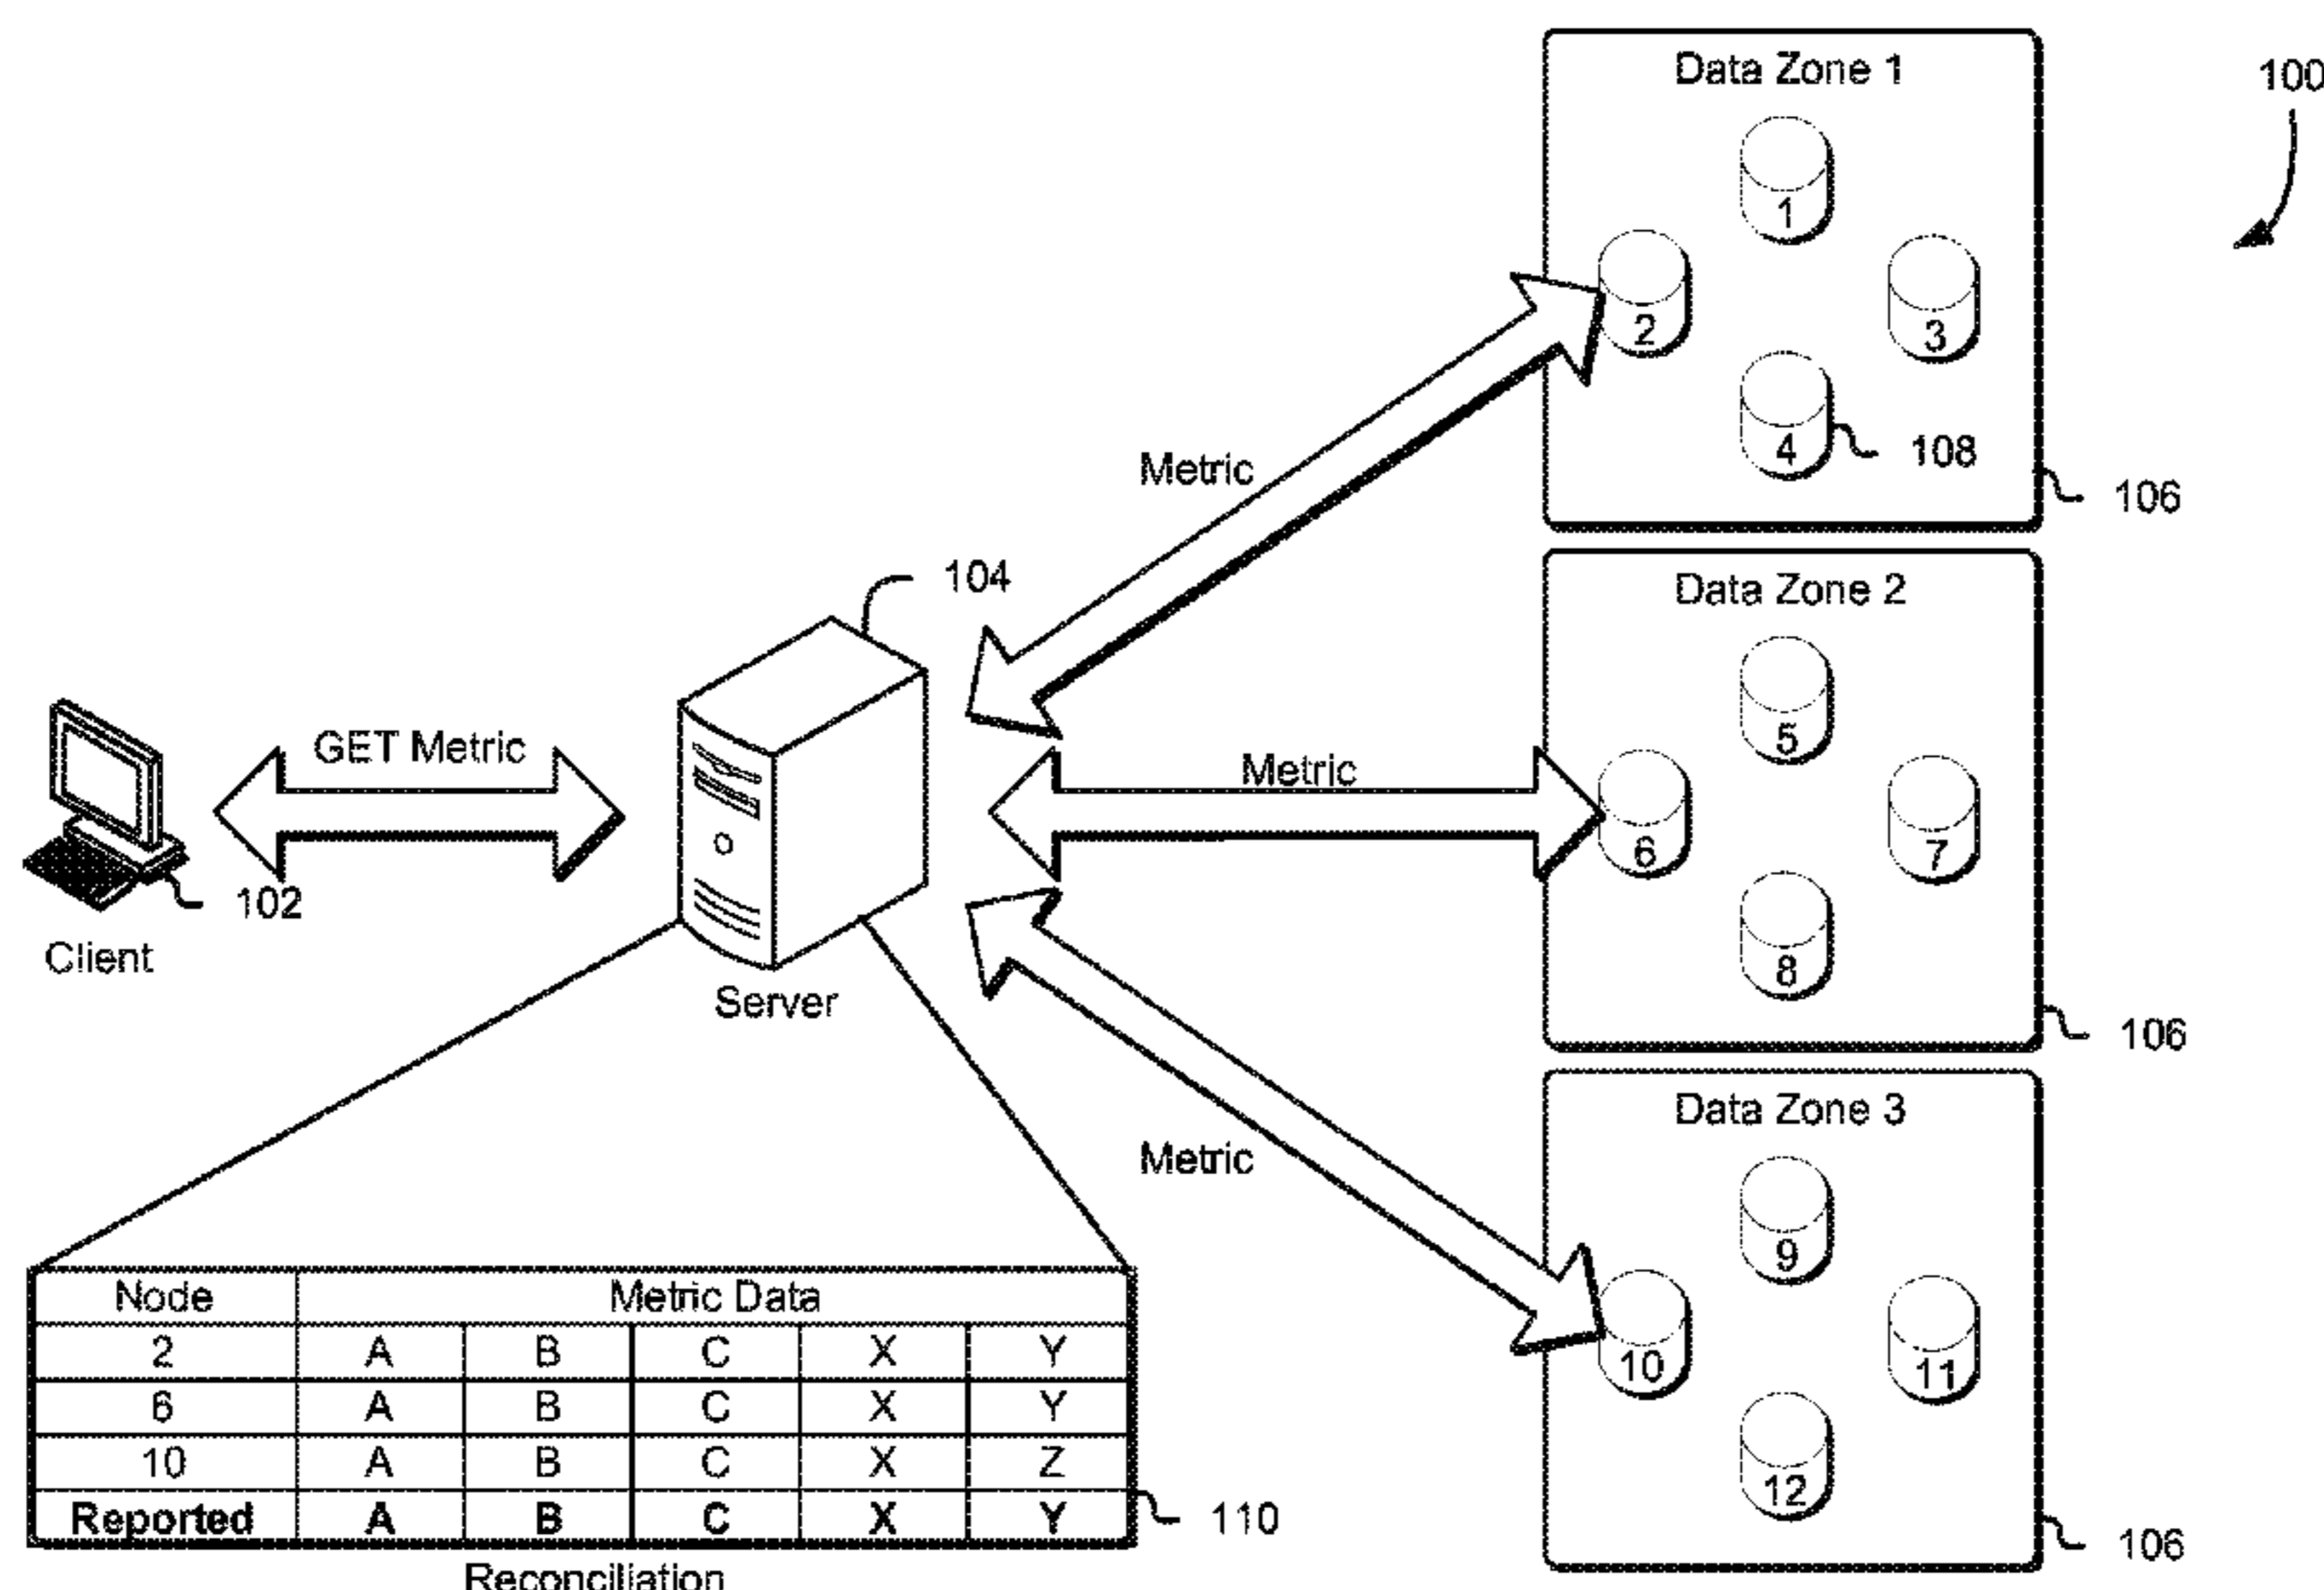 Data Zone 1
100
1
2
3
4
108
106
Metric
Data Zone 2
104
5
6
7
8
106
GET Metric
Metric
102
Client
Server
Data Zone 3
Metric
9
10
11
12
106
Node Metric Data
2 A B C X Y
6 A B C X Y
10 A B C X Z
Reported A B C X Y
110
Reconciliation